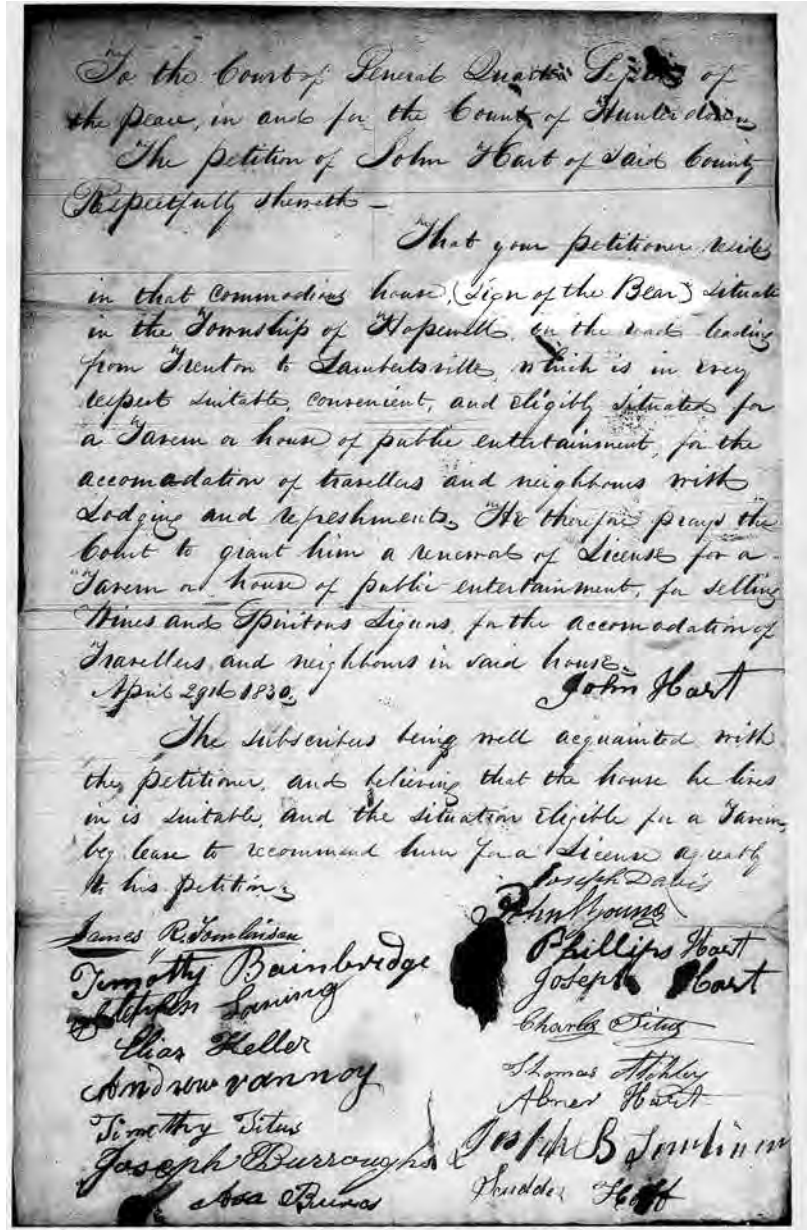 To the Court of General Quarter Sessions of
the peace, in and for the County of Hunterdon
The petition of John Hart of said County
Respectfully sheweth —
That your petitioner resides
in that commodious house, (sign of the Bear) situate
in the Township of Hopewell, on the road leading
from Trenton to Lambertsville, which is in every
respect suitable, convenient, and eligibly situated for
a Tavern or house of public entertainment, for the
accomadation of travellers and neighbours with
Lodging and refreshments. He therefore prays the
Court to grant him a renewal of License for a
Tavern or house of public entertainment, for selling
Wines and Spiritous Liquors, for the accomodation of
Travellers, and neighbours in said house.
April 29th 1830.
John Hart
The subscribers being well acquainted with
the petitioner, and believing that the house he lives
in is suitable, and the situation eligible for a Tavern,
beg leave to recommend him for a License agreably
to his petition.
Joseph Davis
John Young
James R. Tomlinson
Phillips Hart
Timothy Bainbridge
Joseph Hart
Stephen Laning
Charles Titus
Elias Keller
Thomas Atchley
Andrew vannoy
Abner Hart
Timothy Titus
Joseph B Tomlinson
Joseph Burroughs
Scudder Hoff
Asa